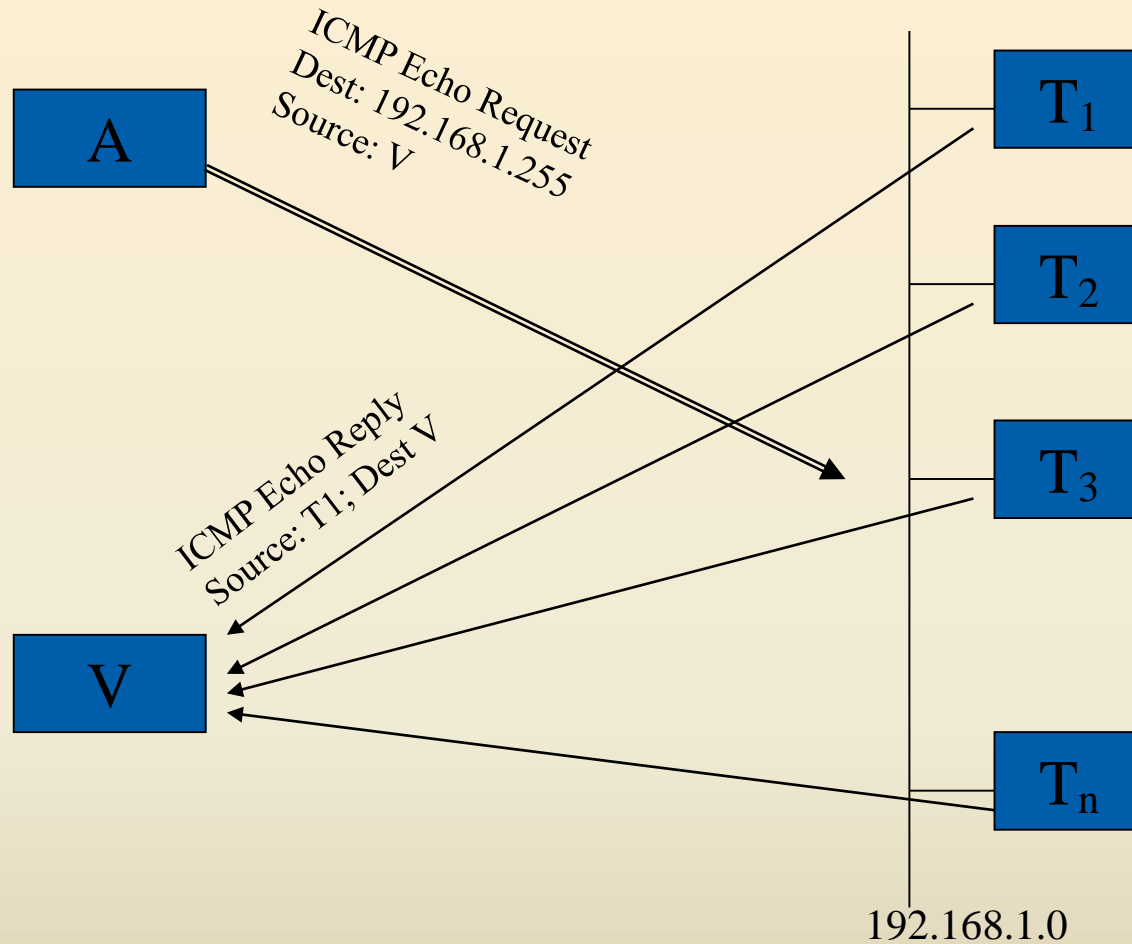 ICMP Echo Request
Dest: 192.168.1.255
Source: V
A
T1
T2
T3
ICMP Echo Reply
Source: T1; Dest V
V
Tn
192.168.1.0